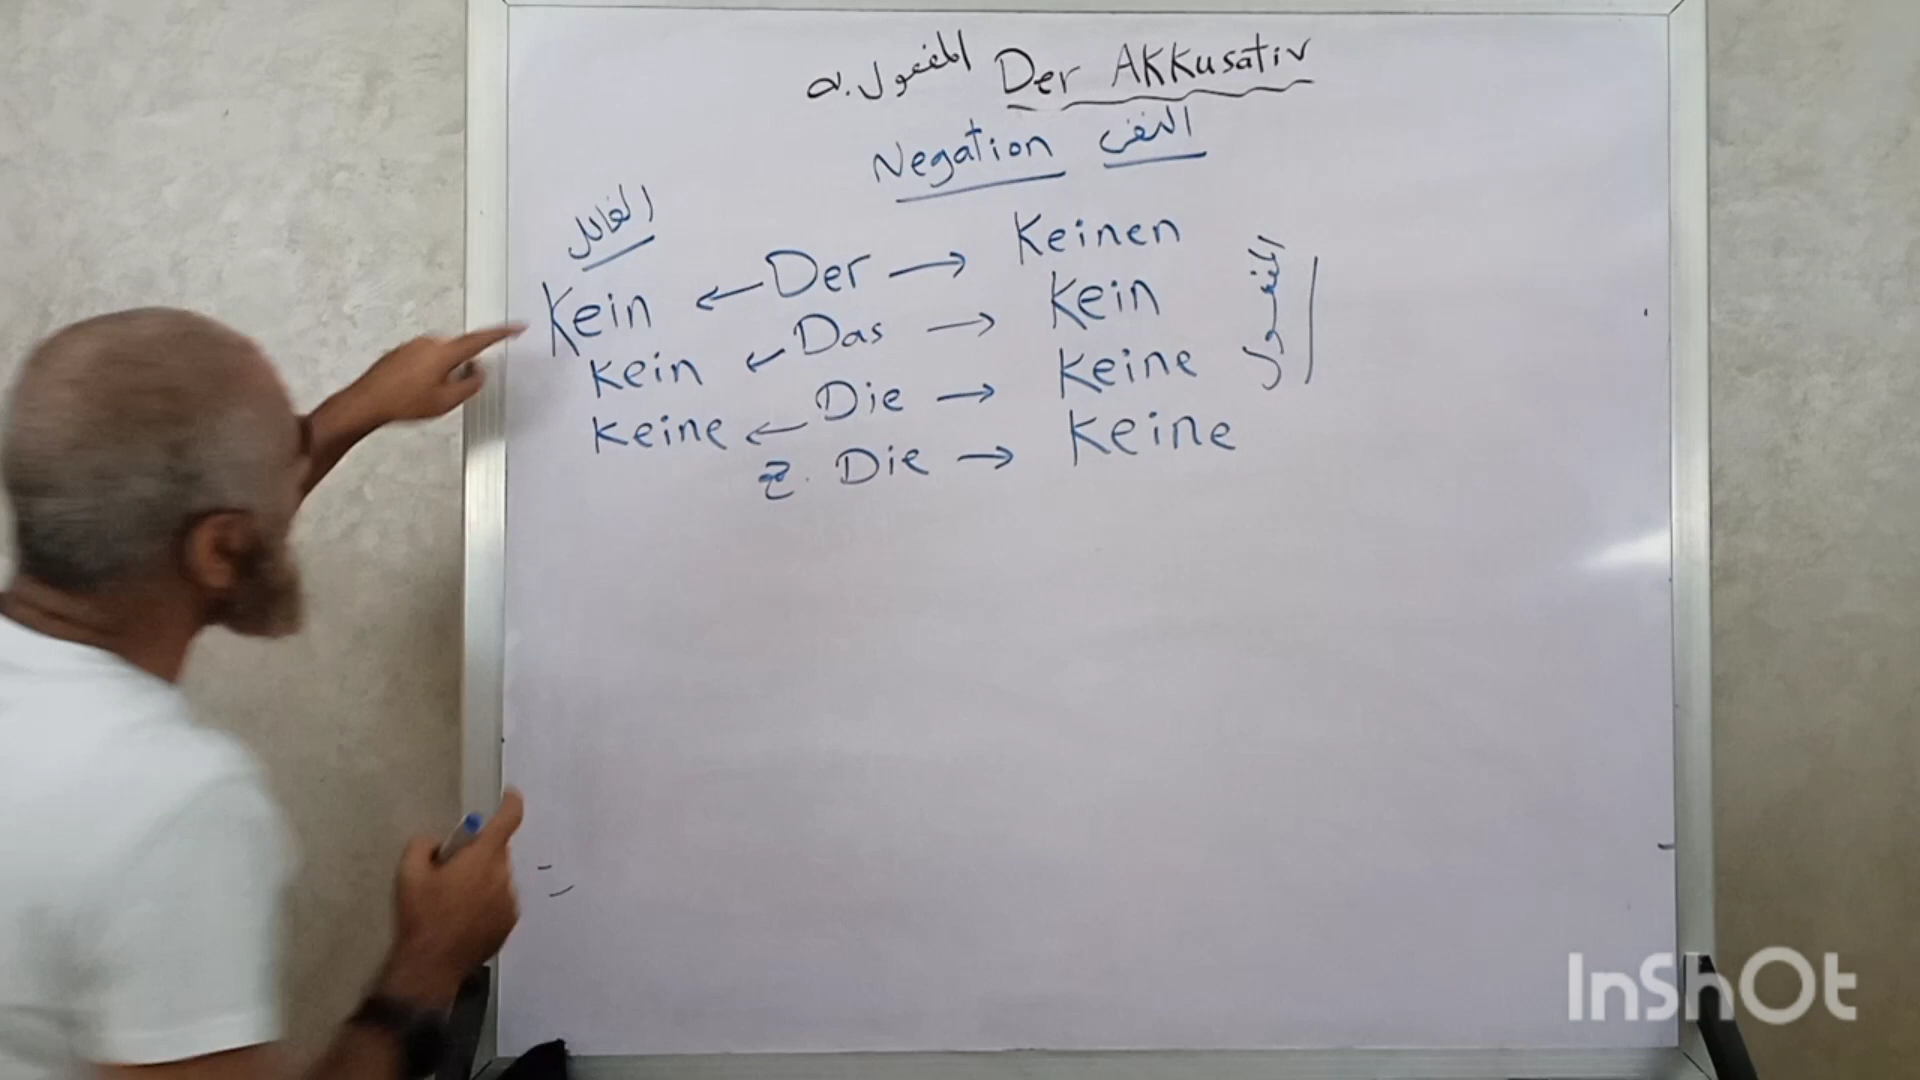 المفعول به Der Akkusativ
Negation النفي
الفاعل
Kein ← Der → Keinen
Kein ← Das → Kein
Keine ← Die → Keine
ج. Die → Keine
المفعول
InShOt